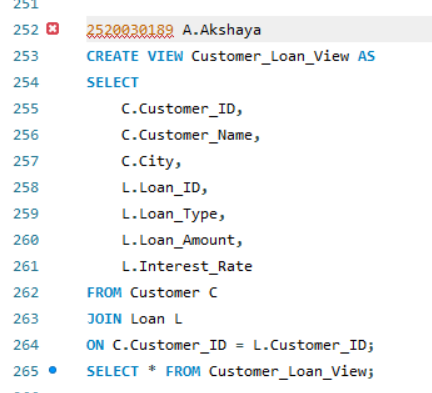 251
252 2520030189 A.Akshaya
253 CREATE VIEW Customer_Loan_View AS
254 SELECT
255 C.Customer_ID,
256 C.Customer_Name,
257 C.City,
258 L.Loan_ID,
259 L.Loan_Type,
260 L.Loan_Amount,
261 L.Interest_Rate
262 FROM Customer C
263 JOIN Loan L
264 ON C.Customer_ID = L.Customer_ID;
265 SELECT * FROM Customer_Loan_View;